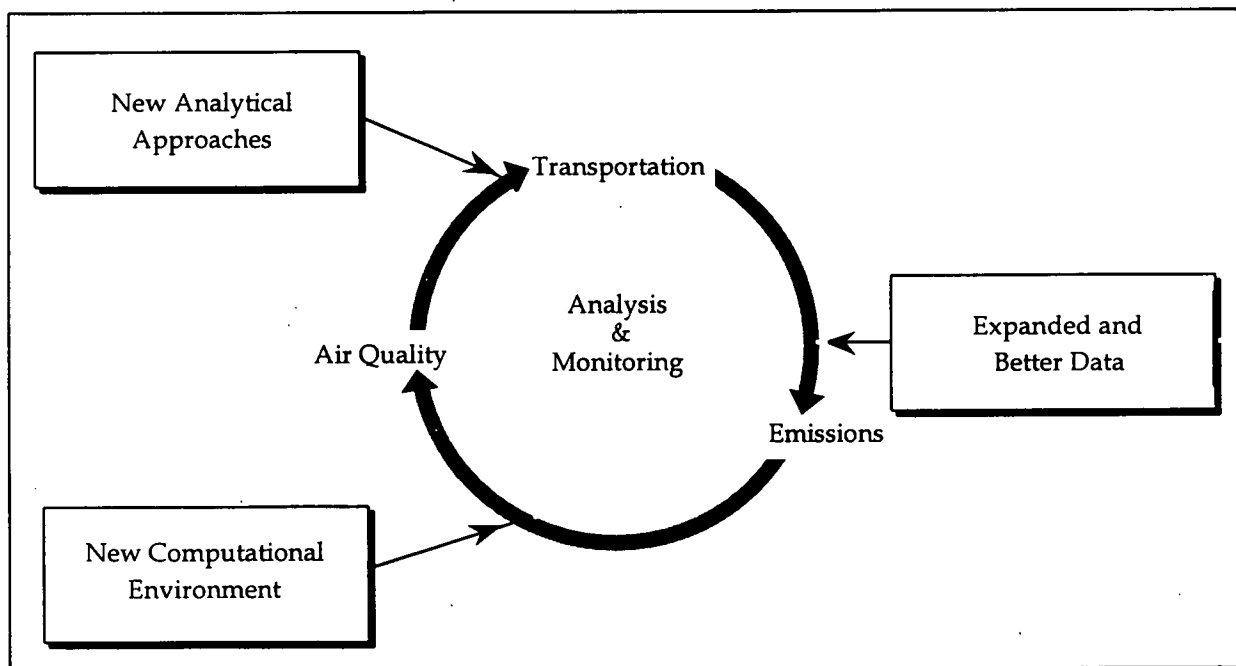 New Analytical
Approaches
Transportation
Analysis
&
Monitoring
Expanded and
Better Data
Air Quality
Emissions
New Computational
Environment